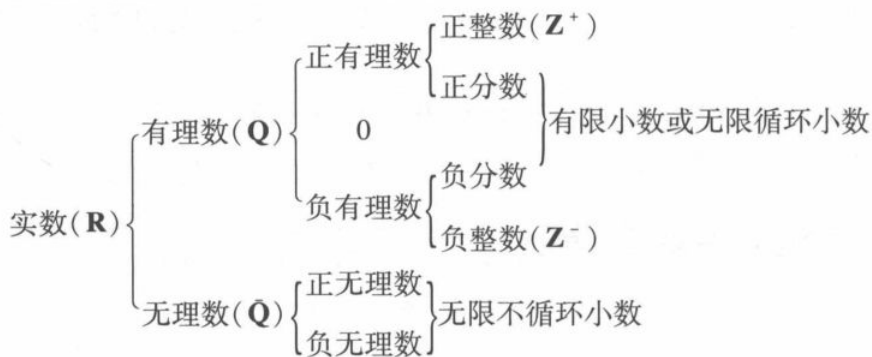 正整数(Z⁺)
正有理数
正分数
有理数(Q)
0
有限小数或无限循环小数
负分数
负有理数
实数(R)
负整数(Z⁻)
正无理数
无理数(Q̄)
无限不循环小数
负无理数